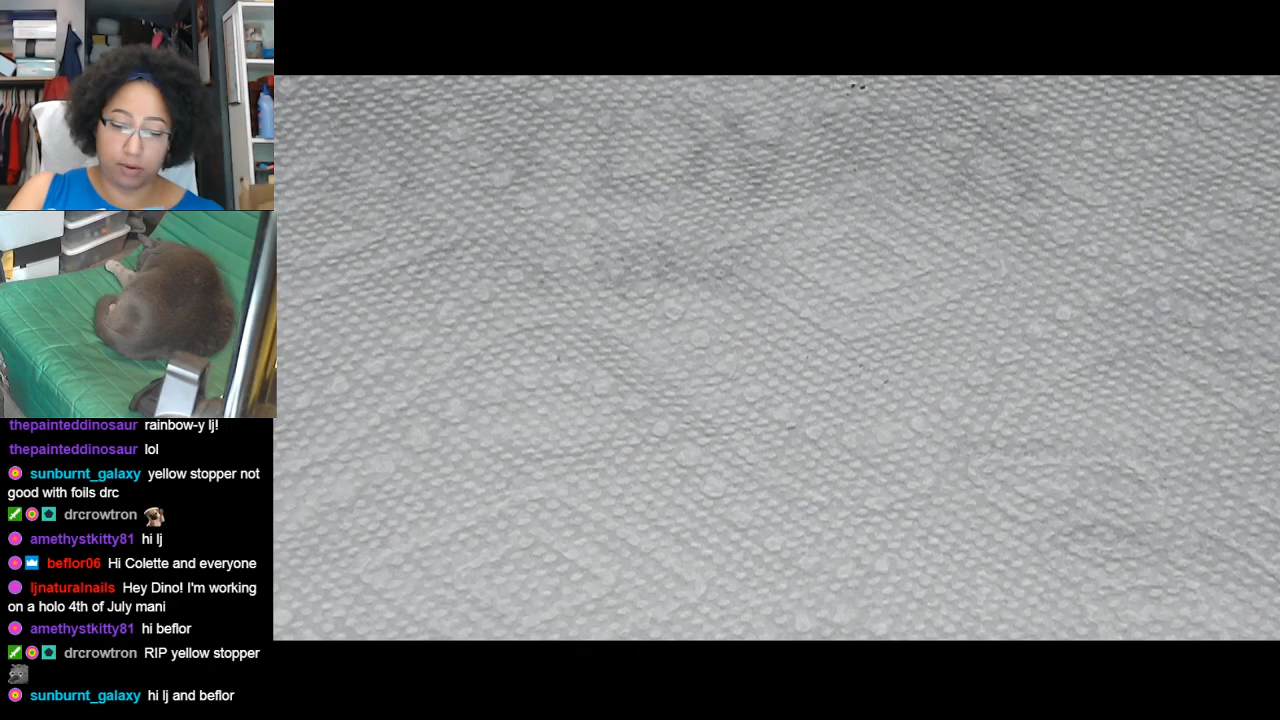 thepainteddinosaur rainbow-y lj!
thepainteddinosaur lol
sunburnt_galaxy yellow stopper not
good with foils drc
drcrowtron
amethystkitty81 hi lj
beflor06 Hi Colette and everyone
ljnaturalnails Hey Dino! I'm working
on a holo 4th of July mani
amethystkitty81 hi beflor
drcrowtron RIP yellow stopper
sunburnt_galaxy hi lj and beflor